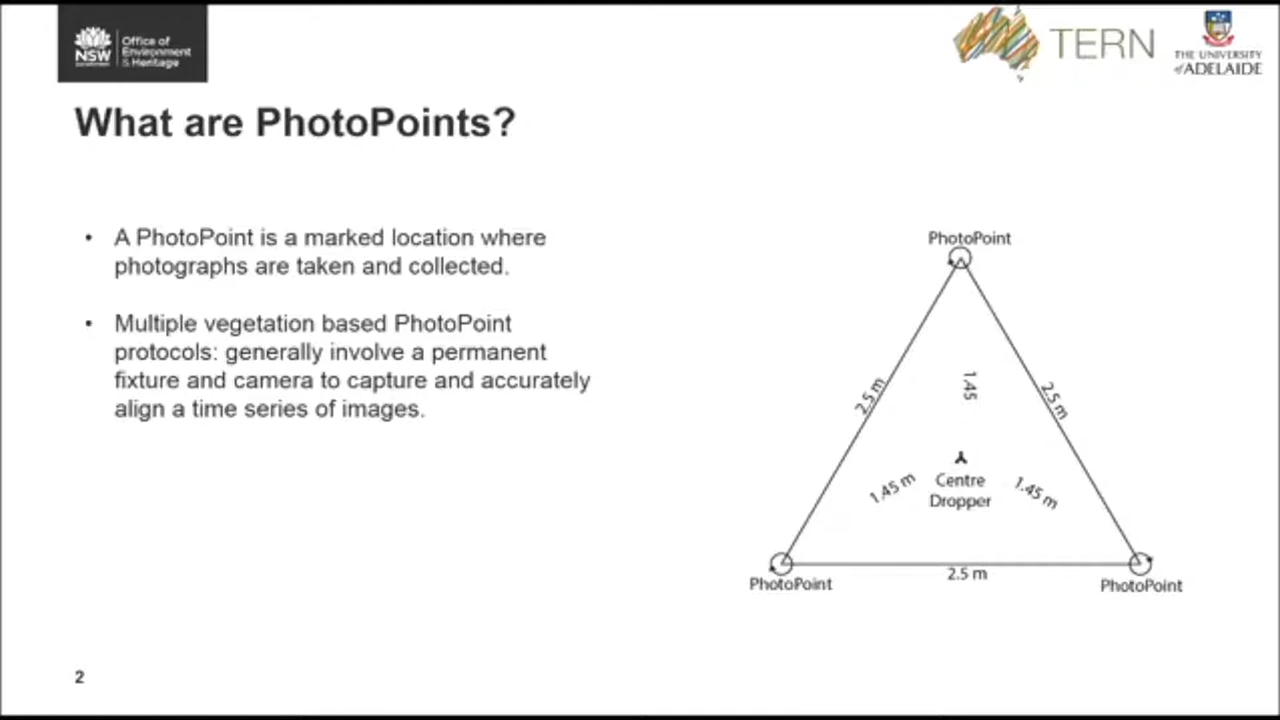 NSW
Office of
Environment
& Heritage
TERN
THE UNIVERSITY
of ADELAIDE
What are PhotoPoints?
• A PhotoPoint is a marked location where
photographs are taken and collected.
• Multiple vegetation based PhotoPoint
protocols: generally involve a permanent
fixture and camera to capture and accurately
align a time series of images.
PhotoPoint
2.5 m
1.45
2.5 m
1.45 m
Centre
Dropper
1.45 m
2.5 m
PhotoPoint
PhotoPoint
2